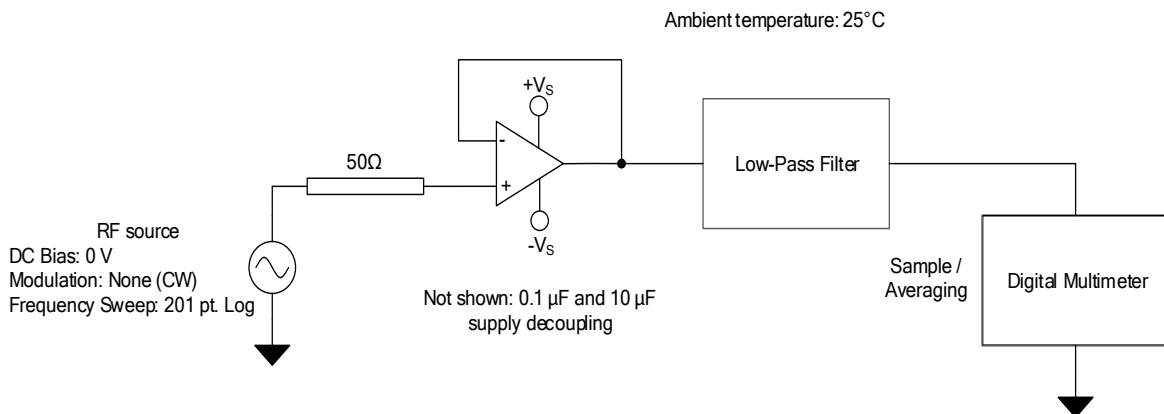 Ambient temperature: 25°C
+VS
50Ω
-
+
-VS
Low-Pass Filter
RF source
DC Bias: 0 V
Modulation: None (CW)
Frequency Sweep: 201 pt. Log
Not shown: 0.1 µF and 10 µF
supply decoupling
Sample /
Averaging
Digital Multimeter